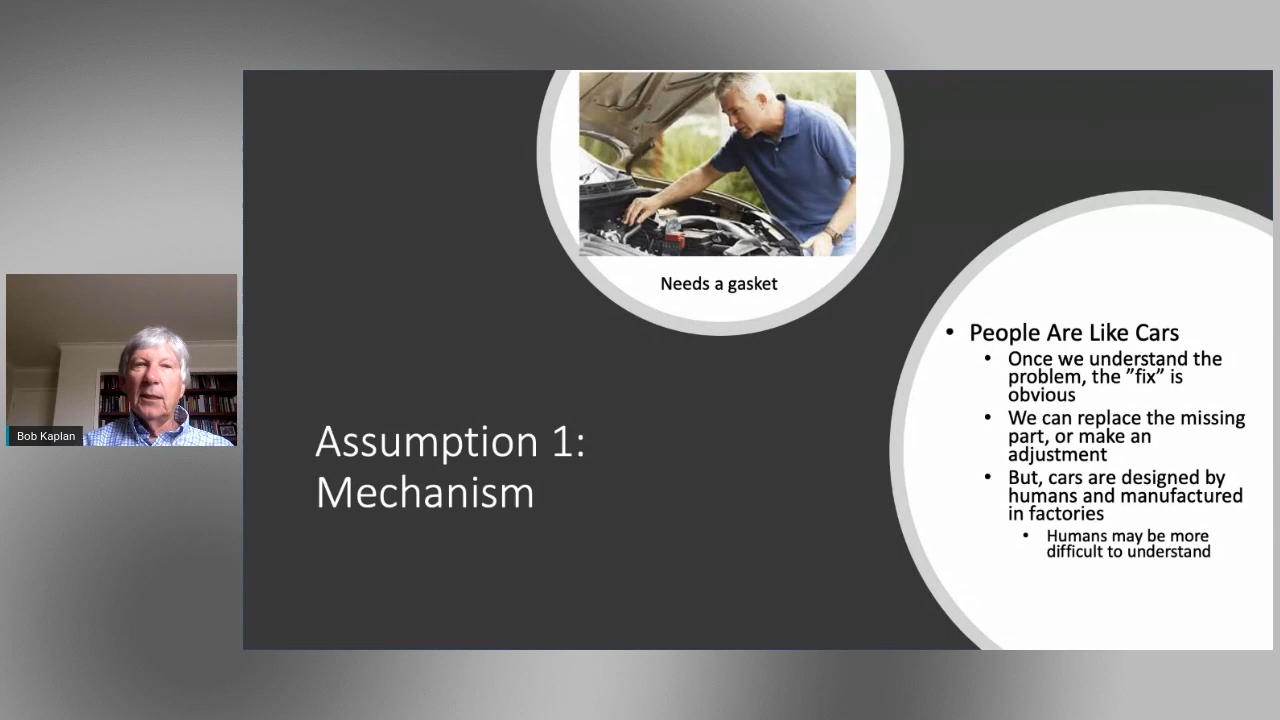 Needs a gasket
Bob Kaplan
Assumption 1:
Mechanism
• People Are Like Cars
• Once we understand the
problem, the ”fix” is
obvious
• We can replace the missing
part, or make an
adjustment
• But, cars are designed by
humans and manufactured
in factories
• Humans may be more
difficult to understand